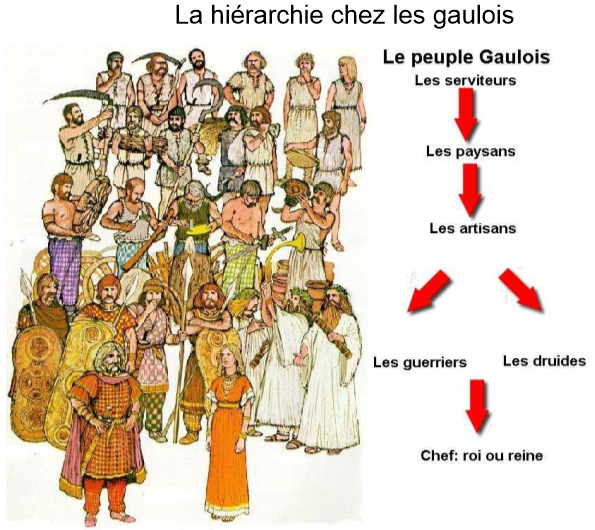 La hiérarchie chez les gaulois
Le peuple Gaulois
Les serviteurs
Les paysans
Les artisans
Les guerriers
Les druides
Chef: roi ou reine